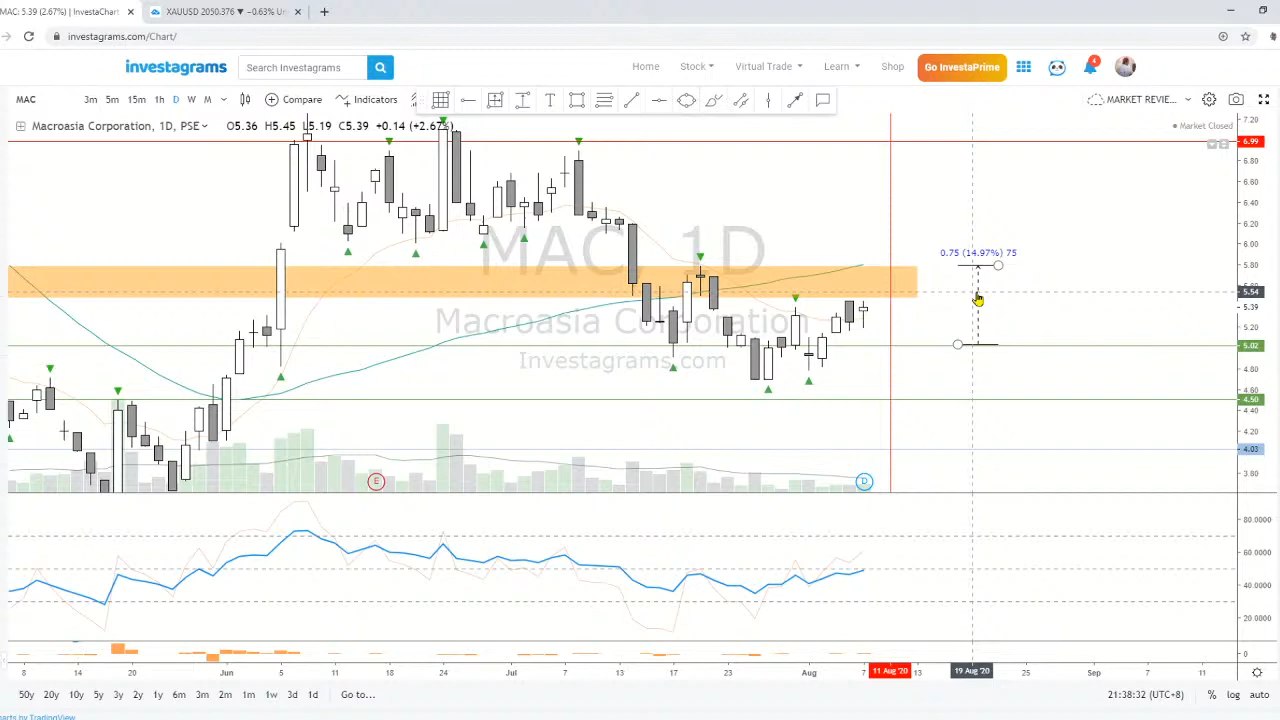 MAC: 5.39 (2.67%) | InvestaChart
XAUUSD 2050.376 ▼ −0.63% Un
investagrams.com/Chart/
investagrams
Search Investagrams
Home
Stock
Virtual Trade
Learn
Shop
Go InvestaPrime
4
MAC
3m 5m 15m 1h D W M
Compare
Indicators
T
MARKET REVIE...
Macroasia Corporation, 1D, PSE
O5.36 H5.45 L5.19 C5.39 +0.14 (+2.67%)
Market Closed
MAC, 1D
Macroasia Corporation
Investagrams.com
0.75 (14.97%) 75
7.20
6.99
6.80
6.60
6.40
6.20
6.00
5.80
5.54
5.39
5.20
5.02
4.80
4.60
4.50
4.40
4.20
4.03
3.80
E
D
80.0000
60.0000
40.0000
20.0000
0
8 14 Jun 11 17 23 Jul 7 13 17 23 Aug 7 11 Aug '20 13 19 Aug '20 25 Sep 7 11
50y 20y 10y 5y 3y 2y 1y 6m 3m 2m 1m 1w 3d 1d Go to...
21:38:32 (UTC+8) % log auto
arts by TradingView